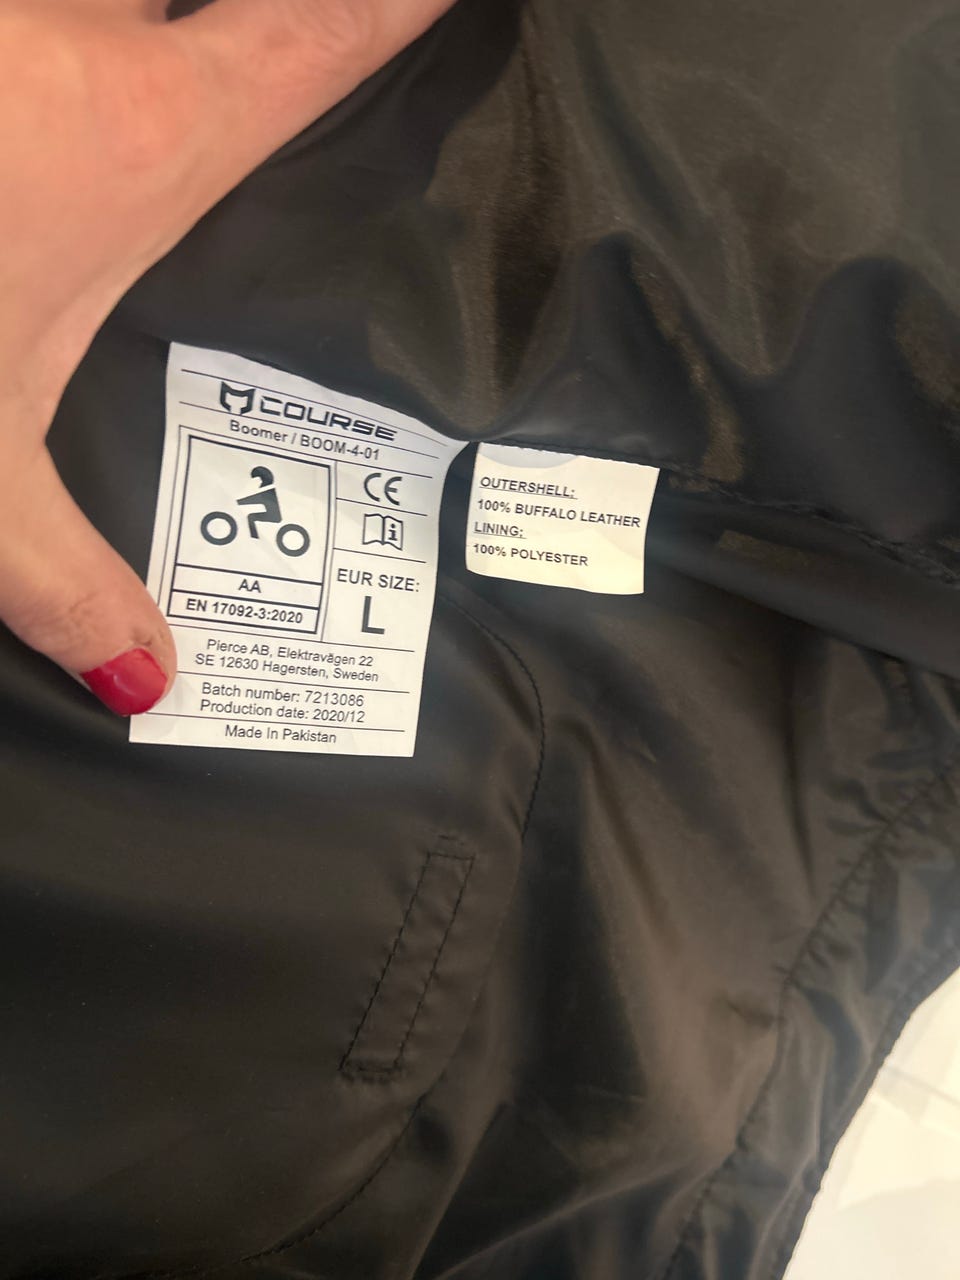 COURSE
Boomer / BOOM-4-01
CE
i
AA
EN 17092-3:2020
EUR SIZE:
L
Pierce AB, Elektravägen 22
SE 12630 Hagersten, Sweden
Batch number: 7213086
Production date: 2020/12
Made In Pakistan
OUTERSHELL:
100% BUFFALO LEATHER
LINING:
100% POLYESTER